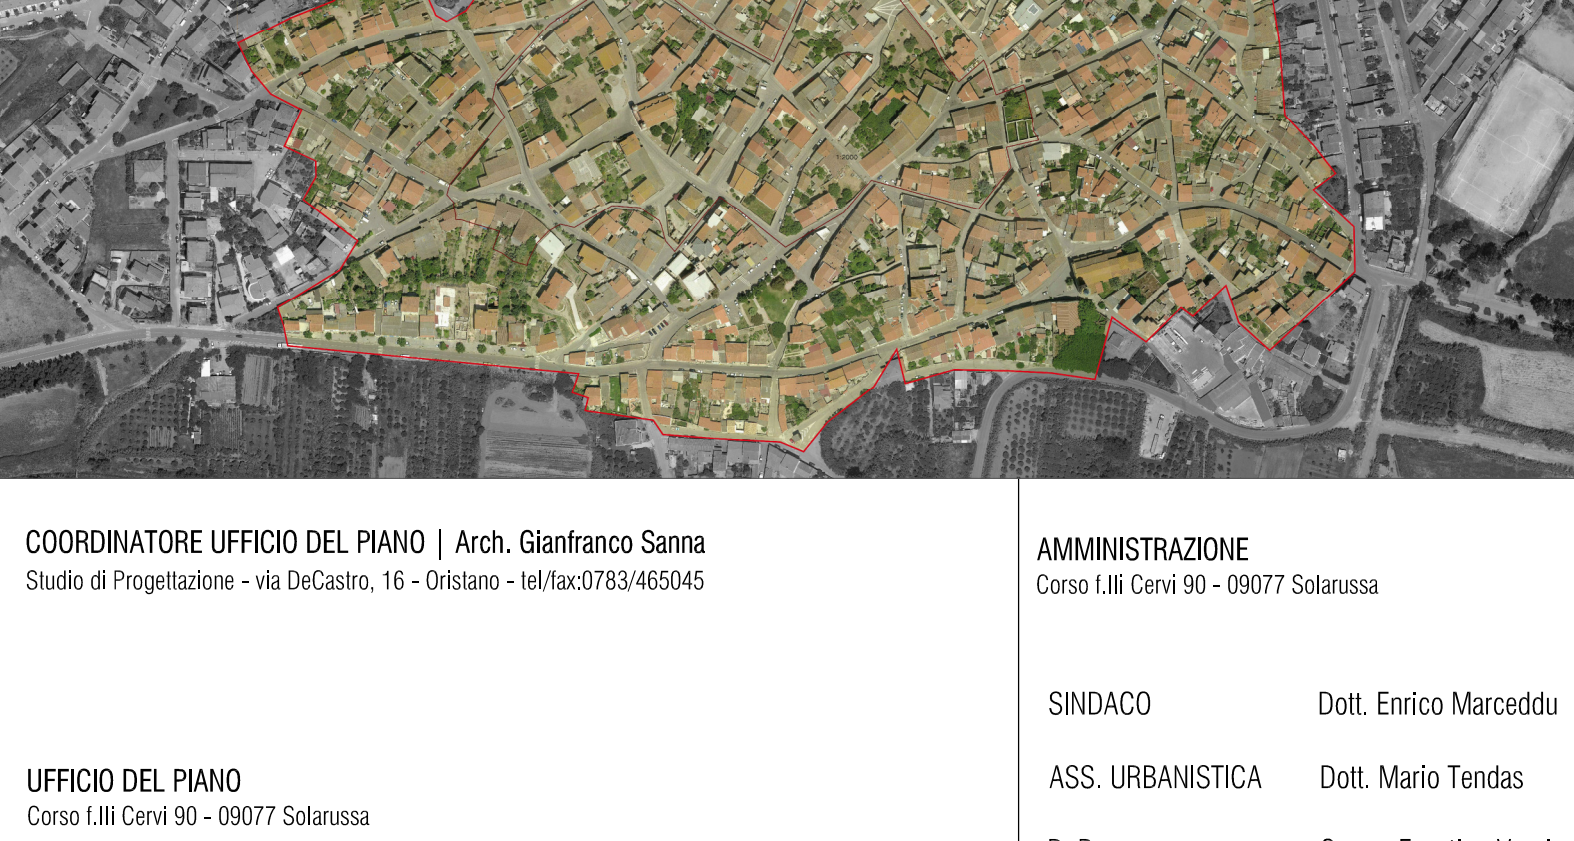 1:2000
COORDINATORE UFFICIO DEL PIANO | Arch. Gianfranco Sanna
Studio di Progettazione - via DeCastro, 16 - Oristano - tel/fax:0783/465045
UFFICIO DEL PIANO
Corso f.lli Cervi 90 - 09077 Solarussa
AMMINISTRAZIONE
Corso f.lli Cervi 90 - 09077 Solarussa
SINDACO Dott. Enrico Marceddu
ASS. URBANISTICA Dott. Mario Tendas